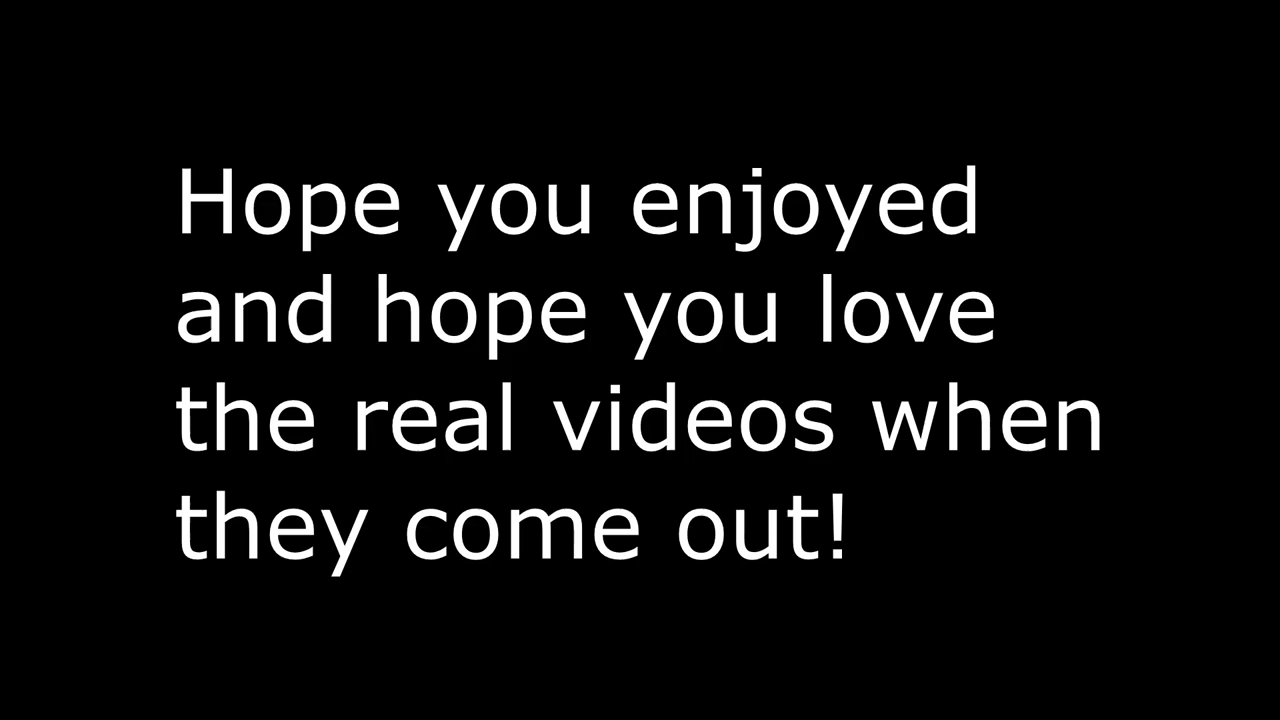 Hope you enjoyed
and hope you love
the real videos when
they come out!